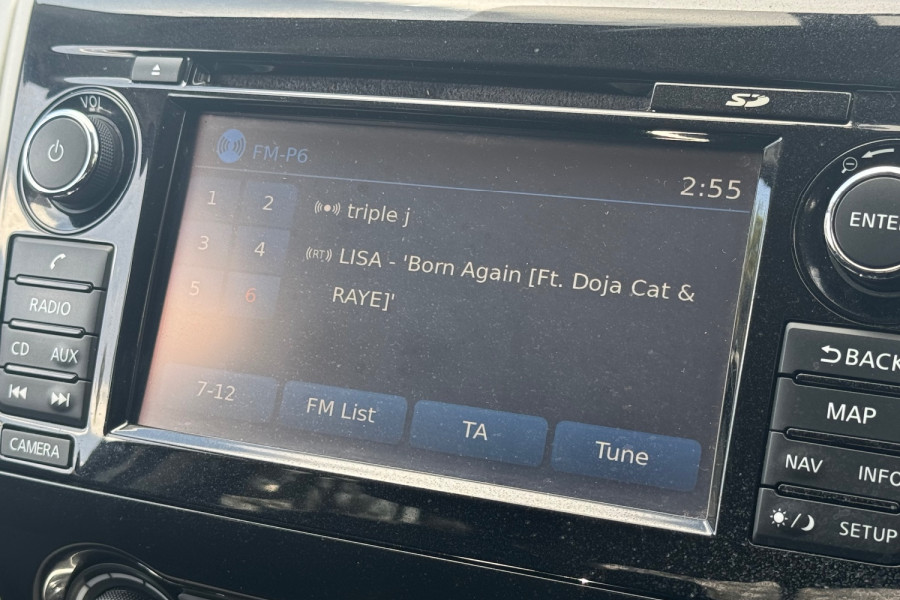 VOL
SD
FM-P6
2:55
1 2
triple j
3 4
(RT) LISA - 'Born Again [Ft. Doja Cat &
RAYE]'
5 6
7-12
FM List
TA
Tune
RADIO
CD AUX
CAMERA
ENTE
BACK
MAP
NAV INFO
SETUP